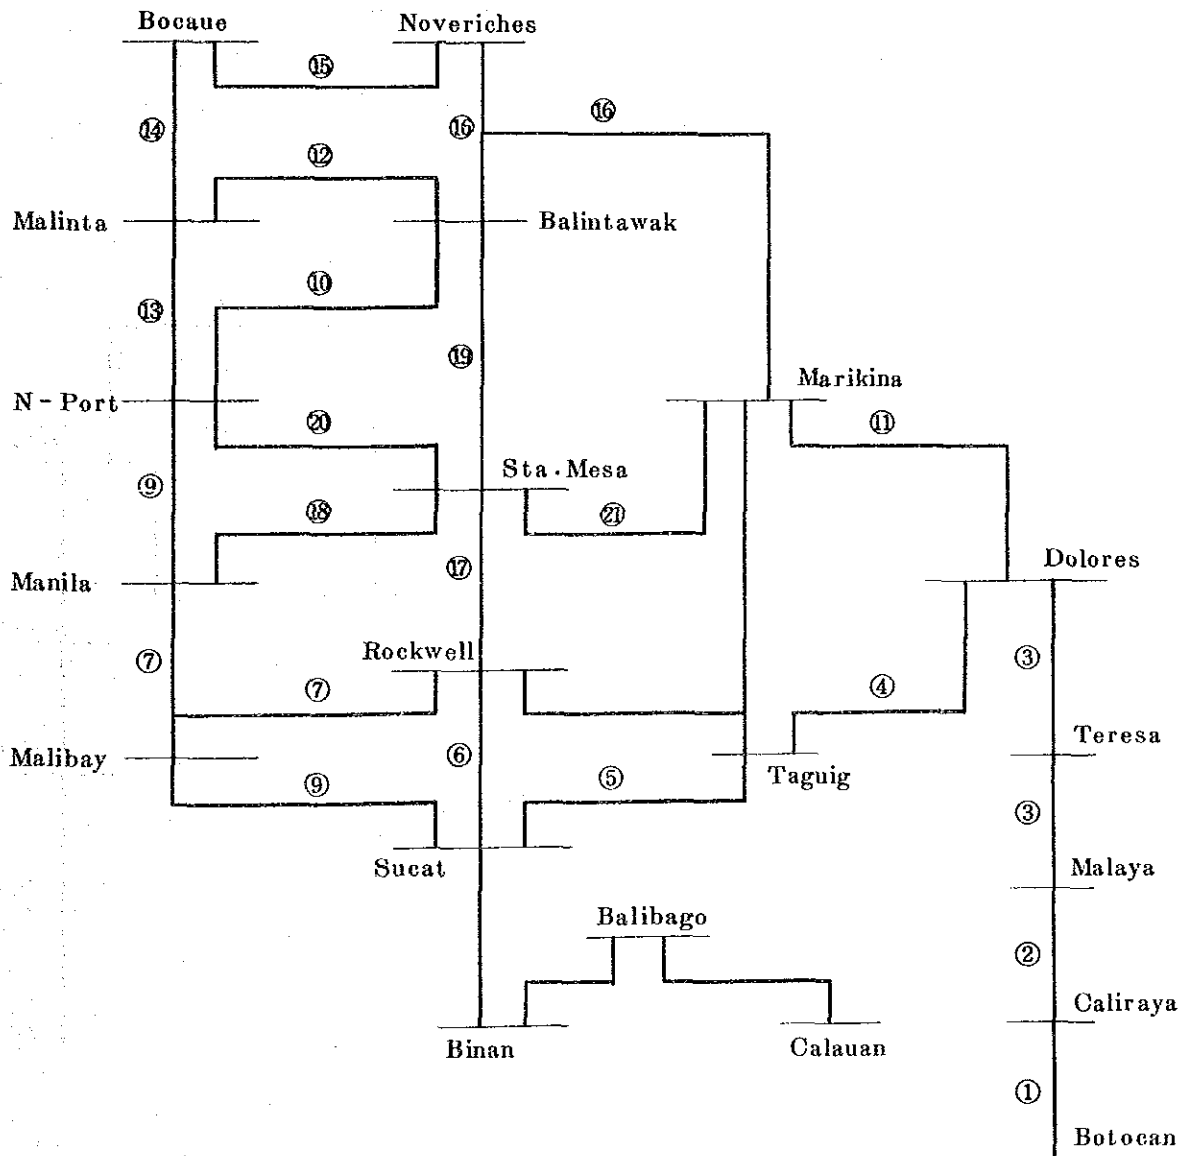 Bocaue Noveriches
⑮
⑭ ⑯ ⑯
⑫
Malinta Balintawak
⑬ ⑩
⑲
Marikina
N-Port
⑳ ⑪
Sta.Mesa
⑨
⑱ ㉑
Dolores
Manila ⑰
Rockwell
⑦ ③
⑦ ④
Teresa
Malibay ⑥
Taguig
⑨ ⑤
③
Sucat Malaya
Balibago
②
Caliraya
Binan Calauan
①
Botocan